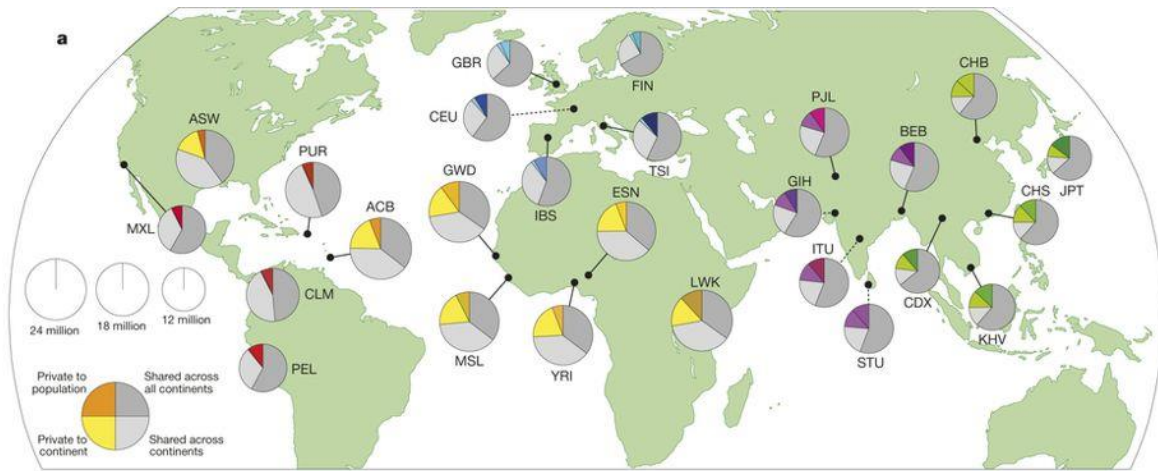 a
GBR
FIN
CHB
CEU
PJL
BEB
ASW
PUR
TSI
GWD
IBS
ESN
GIH
CHS
JPT
MXL
ACB
ITU
CDX
CLM
LWK
24 million
18 million
12 million
MSL
YRI
STU
KHV
PEL
Private to
population
Shared across
all continents
Private to
continent
Shared across
continents